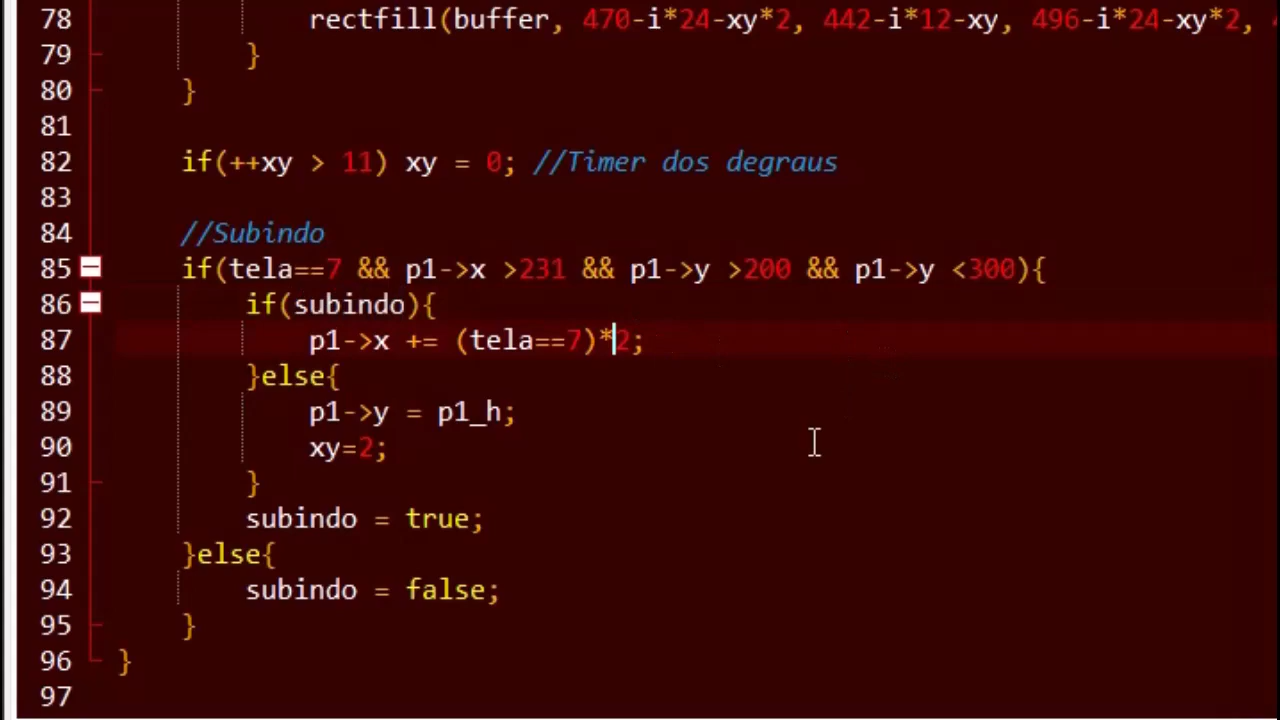 78 rectfill(buffer, 470-i*24-xy*2, 442-i*12-xy, 496-i*24-xy*2,
79 }
80 }
81
82 if(++xy > 11) xy = 0; //Timer dos degraus
83
84 //Subindo
85 if(tela==7 && p1->x >231 && p1->y >200 && p1->y <300){
86 if(subindo){
87 p1->x += (tela==7)*2;
88 }else{
89 p1->y = p1_h;
90 xy=2;
91 }
92 subindo = true;
93 }else{
94 subindo = false;
95 }
96 }
97